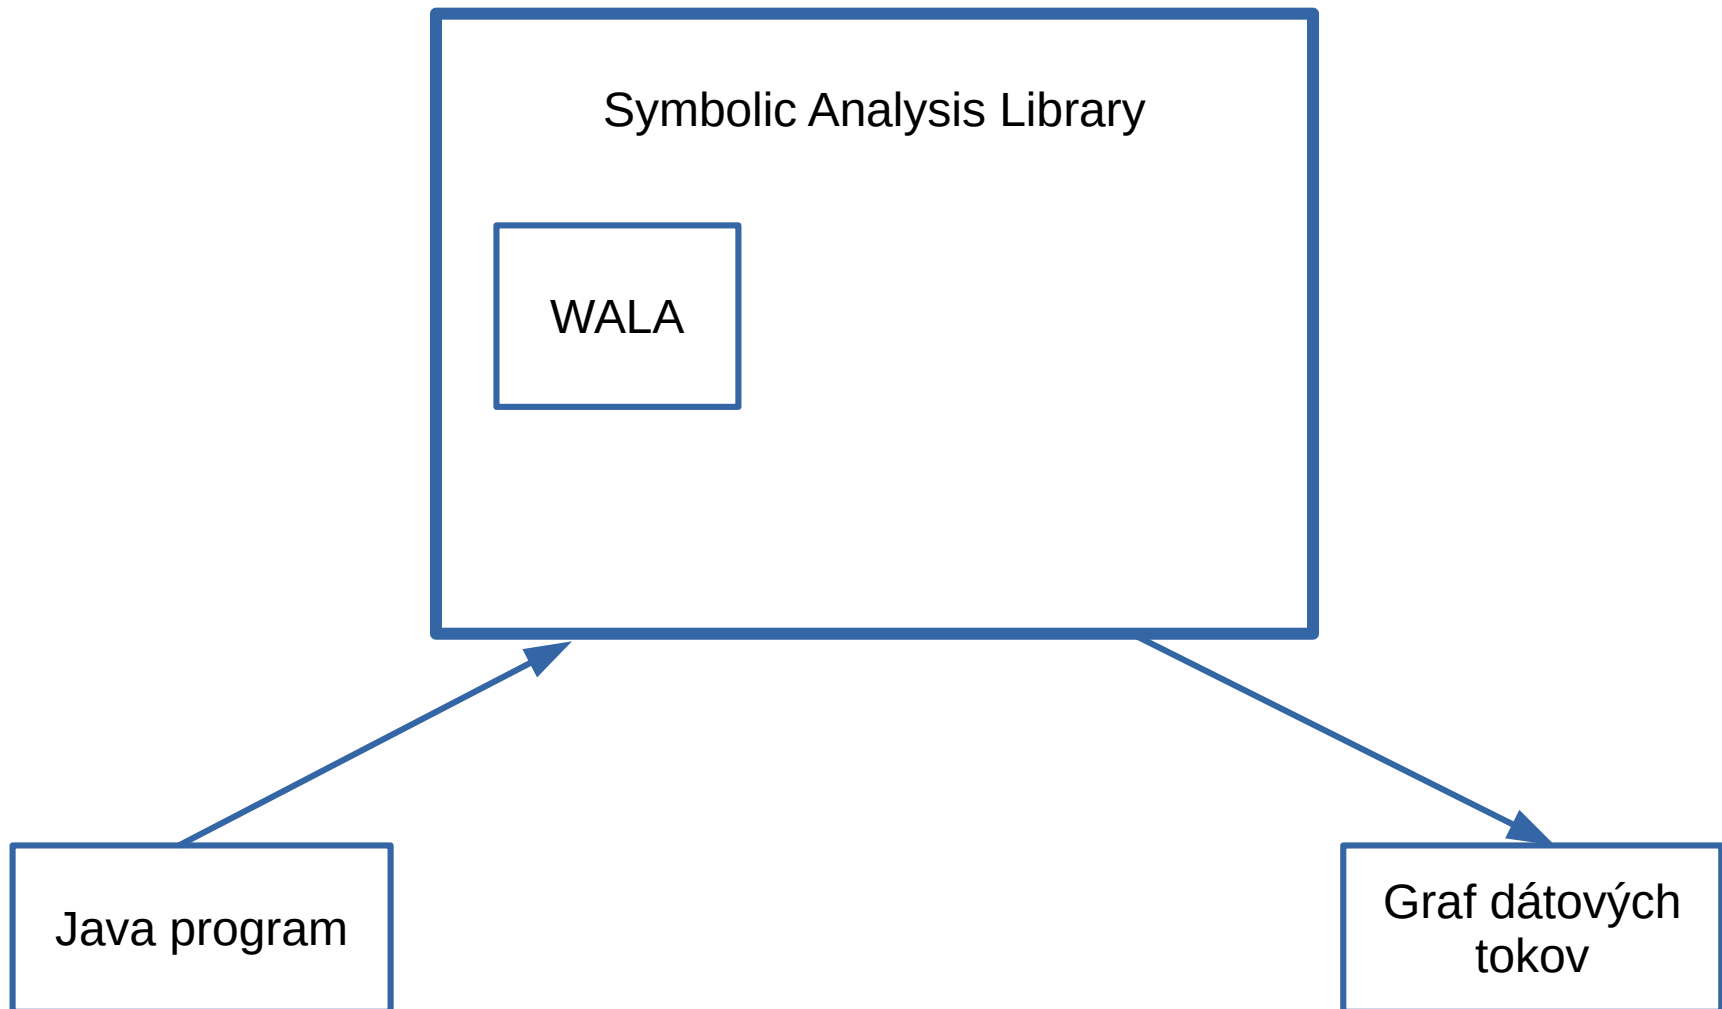 Symbolic Analysis Library
WALA
Java program
Graf dátových
tokov